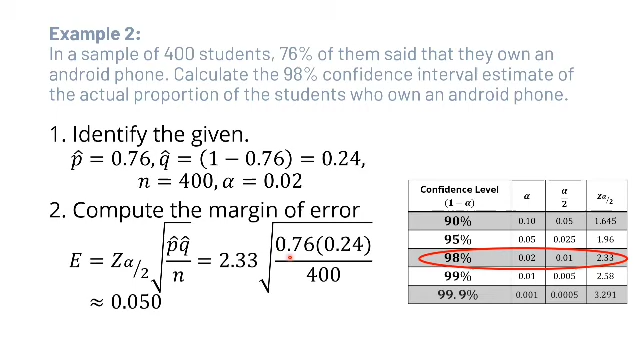 Example 2:
In a sample of 400 students, 76% of them said that they own an
android phone. Calculate the 98% confidence interval estimate of
the actual proportion of the students who own an android phone.
1. Identify the given.
p̂ = 0.76, q̂ = (1 − 0.76) = 0.24,
n = 400, α = 0.02
2. Compute the margin of error
E = Zα/2 √(p̂q̂/n) = 2.33 √(0.76(0.24)/400)
≈ 0.050
Confidence Level (1 − α) α α/2 Zα/2
90% 0.10 0.05 1.645
95% 0.05 0.025 1.96
98% 0.02 0.01 2.33
99% 0.01 0.005 2.58
99.9% 0.001 0.0005 3.291